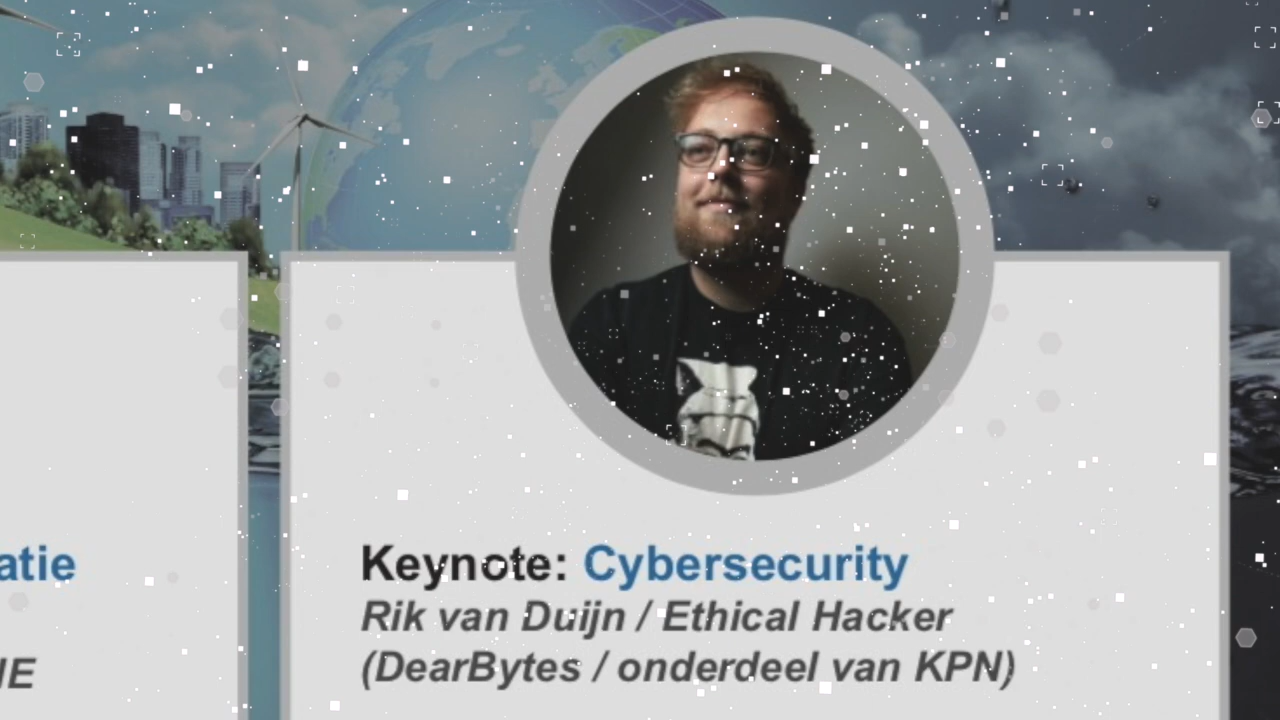 atie
IE
Keynote: Cybersecurity
Rik van Duijn / Ethical Hacker
(DearBytes / onderdeel van KPN)